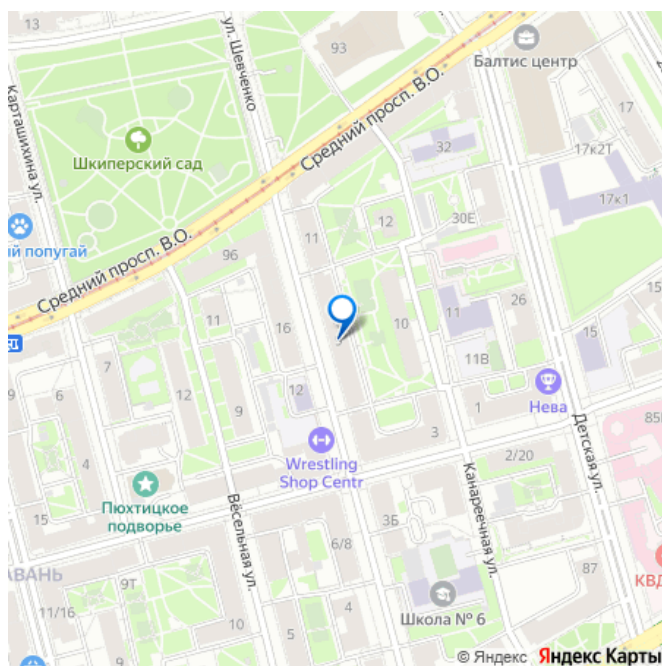 93
Балтис центр
ул. Шевченко
Карташихина ул.
Шкиперский сад
Средний просп. В.О.
32
17
17к2Т
17к1
12
30Е
11
ый попугай
Средний просп. В.О.
96
11
16
10
11
26
15
11В
7
12
9
12
Нева
1
4
3
Wrestling
Shop Centr
2/20
Детская ул.
85
15
Пюхтицкое
подворье
Вёсельная ул.
Канареечная ул.
3Б
6/8
АВАНЬ
9Т
11/16
87
КВД
Школа № 6
10
5
4
© Яндекс Яндекс Карты